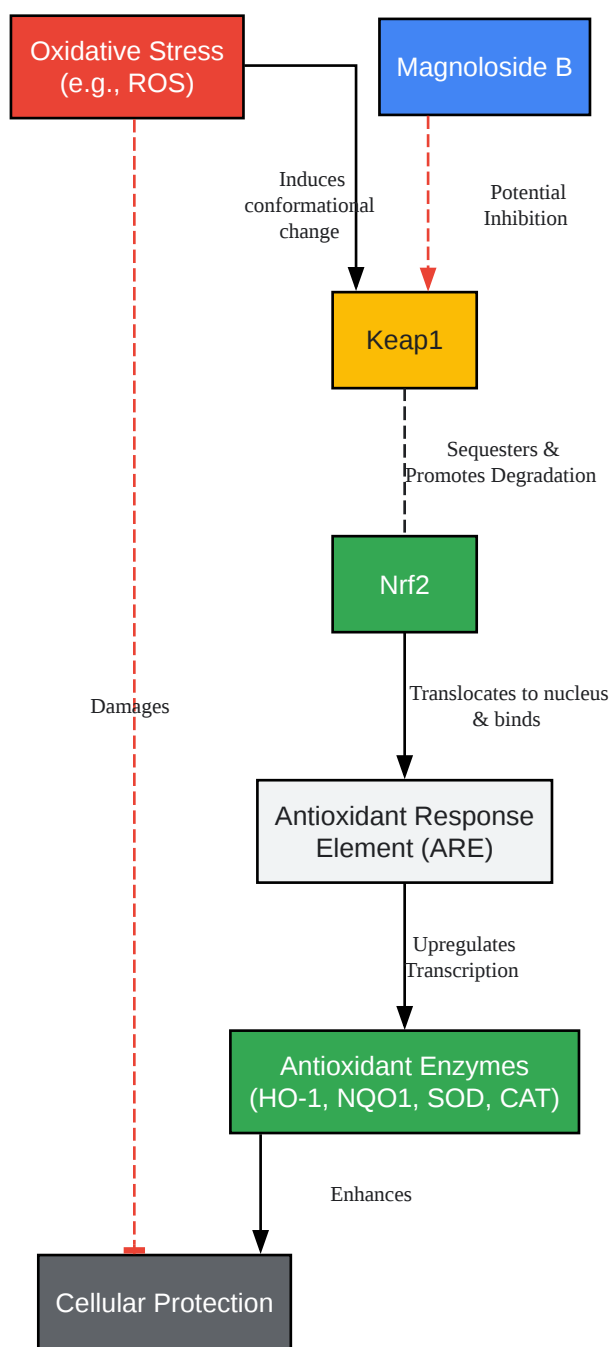 Oxidative Stress
(e.g., ROS)
Magnoloside B
Induces
conformational
change
Potential
Inhibition
Keap1
Sequesters &
Promotes Degradation
Nrf2
Damages
Translocates to nucleus
& binds
Antioxidant Response
Element (ARE)
Upregulates
Transcription
Antioxidant Enzymes
(HO-1, NQO1, SOD, CAT)
Enhances
Cellular Protection